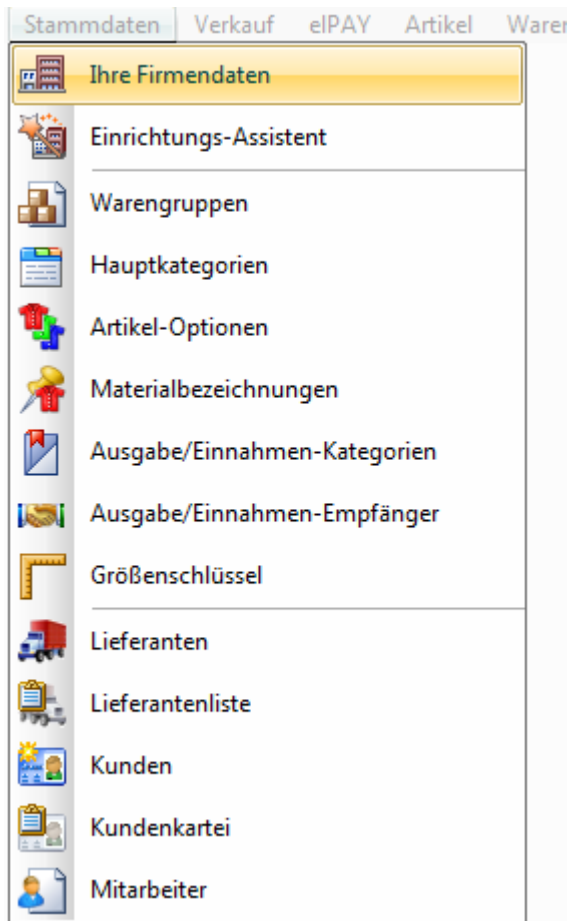 Stammdaten Verkauf elPAY Artikel Waren
Ihre Firmendaten
Einrichtungs-Assistent
Warengruppen
Hauptkategorien
Artikel-Optionen
Materialbezeichnungen
Ausgabe/Einnahmen-Kategorien
Ausgabe/Einnahmen-Empfänger
Größenschlüssel
Lieferanten
Lieferantenliste
Kunden
Kundenkartei
Mitarbeiter